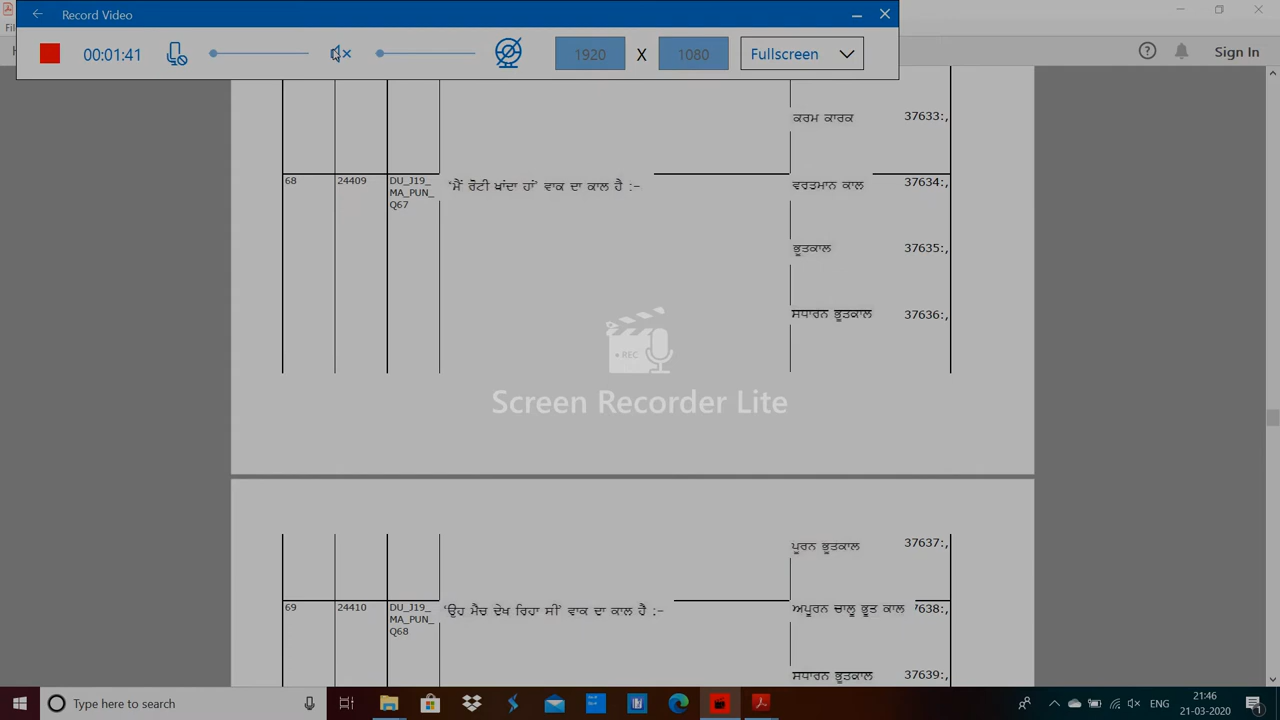 Record Video
00:01:41
1920 X 1080 Fullscreen
Sign In
ਕਰਮ ਕਾਰਕ 37633:,
68 24409 DU_J19_ 'ਮੈਂ ਰੋਟੀ ਖਾਂਦਾ ਹਾਂ' ਵਾਕ ਦਾ ਕਾਲ ਹੈ :- ਵਰਤਮਾਨ ਕਾਲ 37634:,
MA_PUN_
Q67
ਭੂਤਕਾਲ 37635:,
ਸਧਾਰਨ ਭੂਤਕਾਲ 37636:,
REC
Screen Recorder Lite
ਪੂਰਨ ਭੂਤਕਾਲ 37637:,
69 24410 DU_J19_ 'ਉਹ ਮੈਚ ਦੇਖ ਰਿਹਾ ਸੀ' ਵਾਕ ਦਾ ਕਾਲ ਹੈ :- ਅਪੂਰਨ ਚਾਲੂ ਭੂਤ ਕਾਲ 7638:,
MA_PUN_
Q68
ਸਧਾਰਨ ਭੂਤਕਾਲ 37639:,
Type here to search
ENG
21:46
21-03-2020